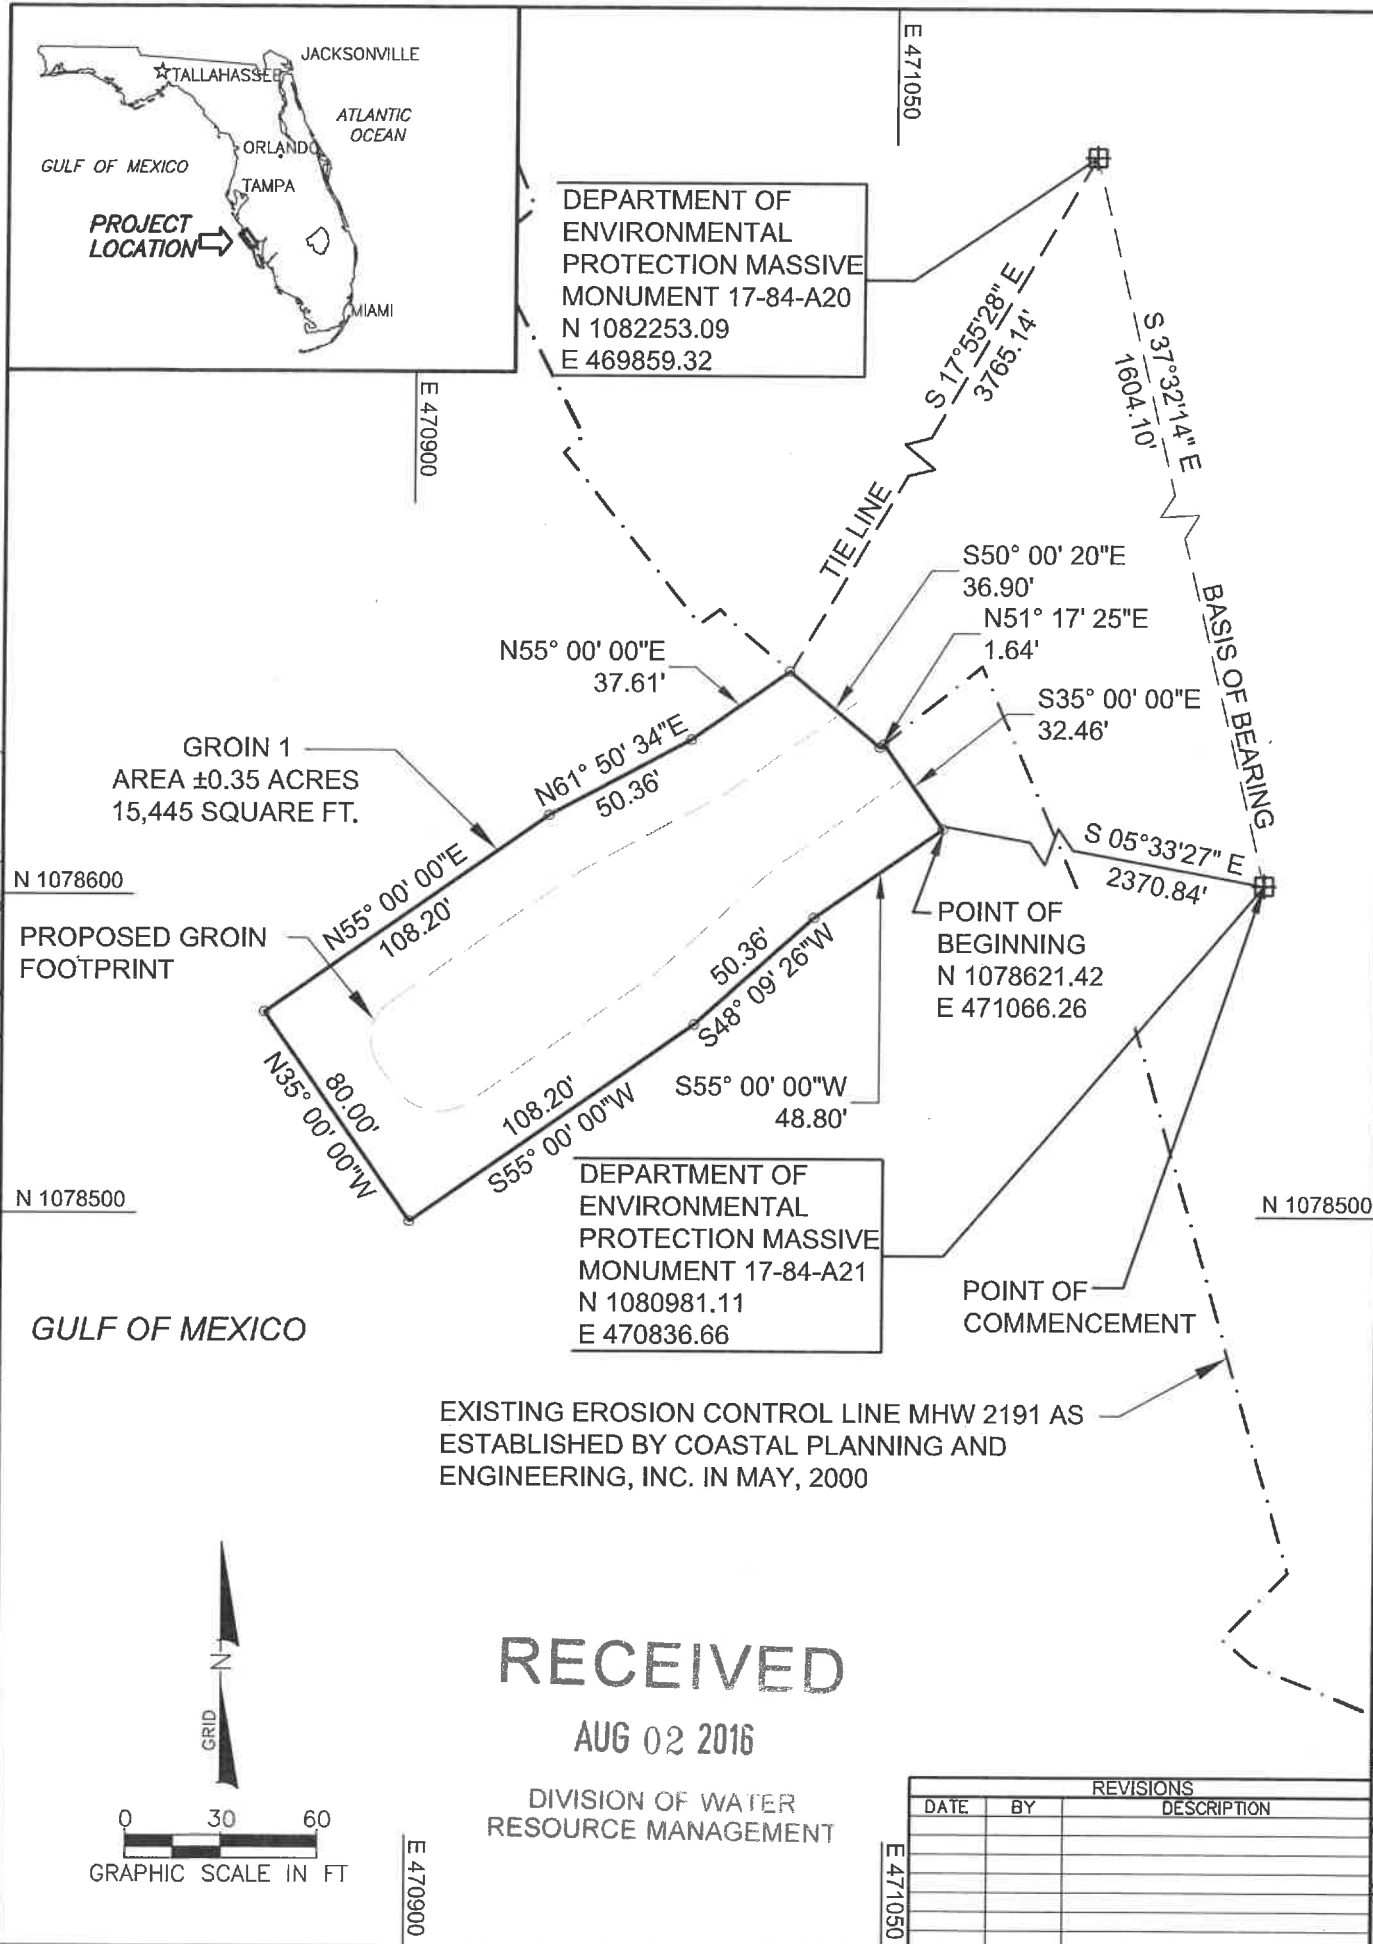 JACKSONVILLE
TALLAHASSEE
ATLANTIC
OCEAN
ORLANDO
GULF OF MEXICO
TAMPA
PROJECT
LOCATION
MIAMI
E 471050
DEPARTMENT OF
ENVIRONMENTAL
PROTECTION MASSIVE
MONUMENT 17-84-A20
N 1082253.09
E 469859.32
E 470900
S 17°55'28" E
3765.14'
S 37°32'14" E
1604.10'
TIE LINE
BASIS OF BEARING
S50° 00' 20"E
36.90'
N51° 17' 25"E
1.64'
S35° 00' 00"E
32.46'
N55° 00' 00"E
37.61'
GROIN 1
AREA ±0.35 ACRES
15,445 SQUARE FT.
N61° 50' 34"E
50.36'
N 1078600
N55° 00' 00"E
108.20'
PROPOSED GROIN
FOOTPRINT
S 05°33'27" E
2370.84'
POINT OF
BEGINNING
N 1078621.42
E 471066.26
50.36'
S48° 09' 26"W
80.00'
N35° 00' 00"W
108.20'
S55° 00' 00"W
S55° 00' 00"W
48.80'
N 1078500
N 1078500
DEPARTMENT OF
ENVIRONMENTAL
PROTECTION MASSIVE
MONUMENT 17-84-A21
N 1080981.11
E 470836.66
POINT OF
COMMENCEMENT
GULF OF MEXICO
EXISTING EROSION CONTROL LINE MHW 2191 AS
ESTABLISHED BY COASTAL PLANNING AND
ENGINEERING, INC. IN MAY, 2000
N
GRID
RECEIVED
AUG 02 2016
DIVISION OF WATER
RESOURCE MANAGEMENT
0 30 60
GRAPHIC SCALE IN FT
E 470900
E 471050
REVISIONS
DATE BY DESCRIPTION